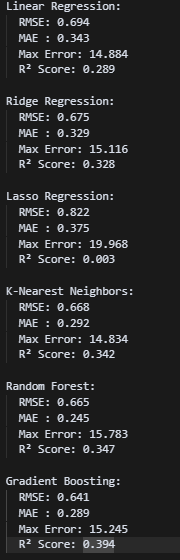 Linear Regression:
RMSE: 0.694
MAE : 0.343
Max Error: 14.884
R² Score: 0.289
Ridge Regression:
RMSE: 0.675
MAE : 0.329
Max Error: 15.116
R² Score: 0.328
Lasso Regression:
RMSE: 0.822
MAE : 0.375
Max Error: 19.968
R² Score: 0.003
K-Nearest Neighbors:
RMSE: 0.668
MAE : 0.292
Max Error: 14.834
R² Score: 0.342
Random Forest:
RMSE: 0.665
MAE : 0.245
Max Error: 15.783
R² Score: 0.347
Gradient Boosting:
RMSE: 0.641
MAE : 0.289
Max Error: 15.245
R² Score: 0.394